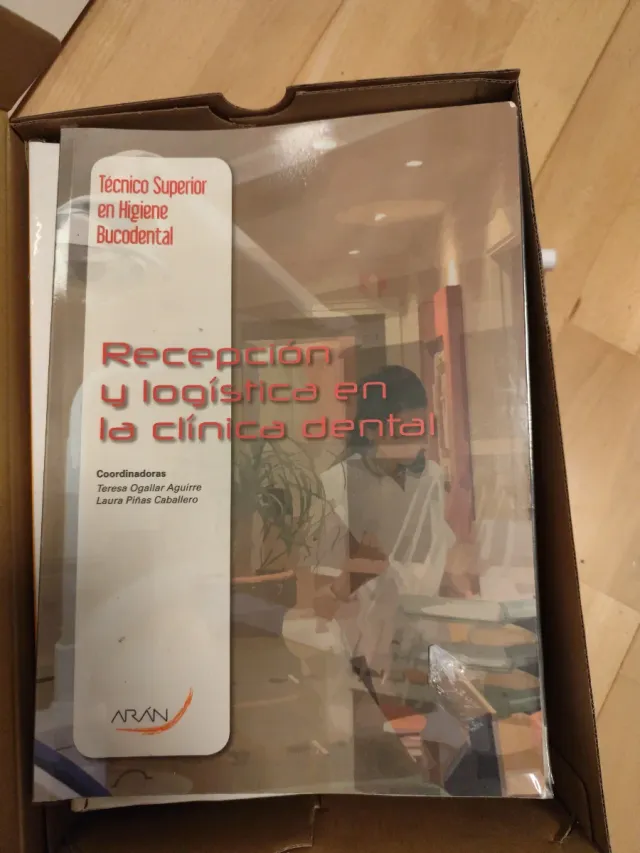 Técnico Superior
en Higiene
Bucodental
Recepción
y logística en
la clínica dental
Coordinadoras
Teresa Ogallar Aguirre
Laura Piñas Caballero
ARÁN